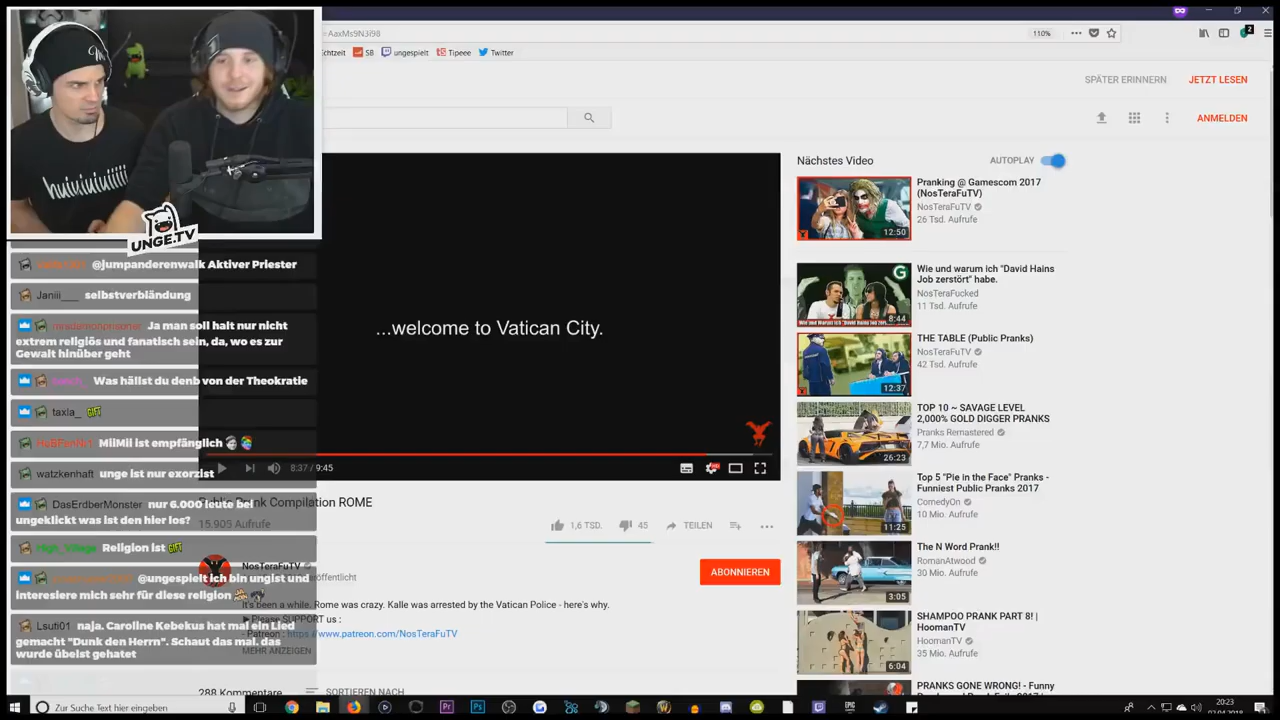 =AaxMs9N3I98
110%
2
chtzeit
SB
ungespielt
Tipeee
Twitter
SPÄTER ERINNERN
JETZT LESEN
ANMELDEN
huiuiuiuiiii
UNGE.TV
@jumpanderenwalk Aktiver Priester
Janiii___ selbstverbländung
Ja man soll halt nur nicht
extrem religiös und fanatisch sein, da, wo es zur
Gewalt hinüber geht
Was hällst du denb von der Theokratie
taxla_
MilMii ist empfänglich
watzkenhaft unge ist nur exorzist
DasErdberMonster nur 6.000 leute bei
ungeklickt was ist den hier los?
High_Village Religion ist
@ungespielt ich bin ungist und
interesiere mich sehr für diese religion
Lsuti01 naja. Caroline Kebekus hat mal ein Lied
gemacht "Dunk den Herrn". Schaut das mal, das
wurde übelst gehatet
...welcome to Vatican City.
8:37 / 9:45
Prank Compilation ROME
15.905 Aufrufe
1,6 TSD.
45
TEILEN
NosTeraFuTV
eröffentlicht
ABONNIEREN
It's been a while. Rome was crazy. Kalle was arrested by the Vatican Police - here's why.
▶Please SUPPORT us :
- Patreon : https://www.patreon.com/NosTeraFuTV
MEHR ANZEIGEN
288 Kommentare
SORTIEREN NACH
Nächstes Video
AUTOPLAY
Pranking @ Gamescom 2017
(NosTeraFuTV)
NosTeraFuTV
26 Tsd. Aufrufe
12:50
Wie und warum ich "David Hains
Job zerstört" habe.
NosTeraFucked
11 Tsd. Aufrufe
8:44
THE TABLE (Public Pranks)
NosTeraFuTV
42 Tsd. Aufrufe
12:37
TOP 10 ~ SAVAGE LEVEL
2,000% GOLD DIGGER PRANKS
Pranks Remastered
7,7 Mio. Aufrufe
26:23
Top 5 "Pie in the Face" Pranks -
Funniest Public Pranks 2017
ComedyOn
10 Mio. Aufrufe
11:25
The N Word Prank!!
RomanAtwood
30 Mio. Aufrufe
3:05
SHAMPOO PRANK PART 8! |
HoomanTV
HoomanTV
35 Mio. Aufrufe
6:04
PRANKS GONE WRONG! - Funny
Zur Suche Text hier eingeben
20:23
02.04.2018